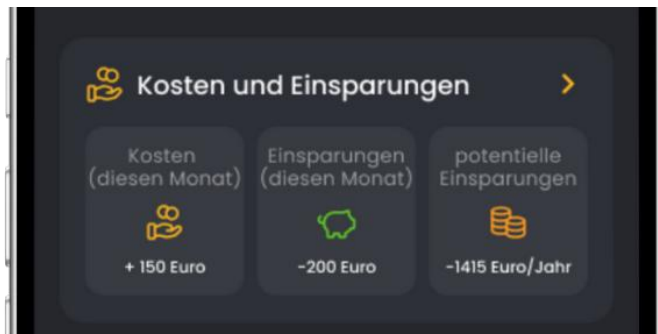 Kosten und Einsparungen
Kosten
(diesen Monat)
+ 150 Euro
Einsparungen
(diesen Monat)
-200 Euro
potentielle
Einsparungen
-1415 Euro/Jahr